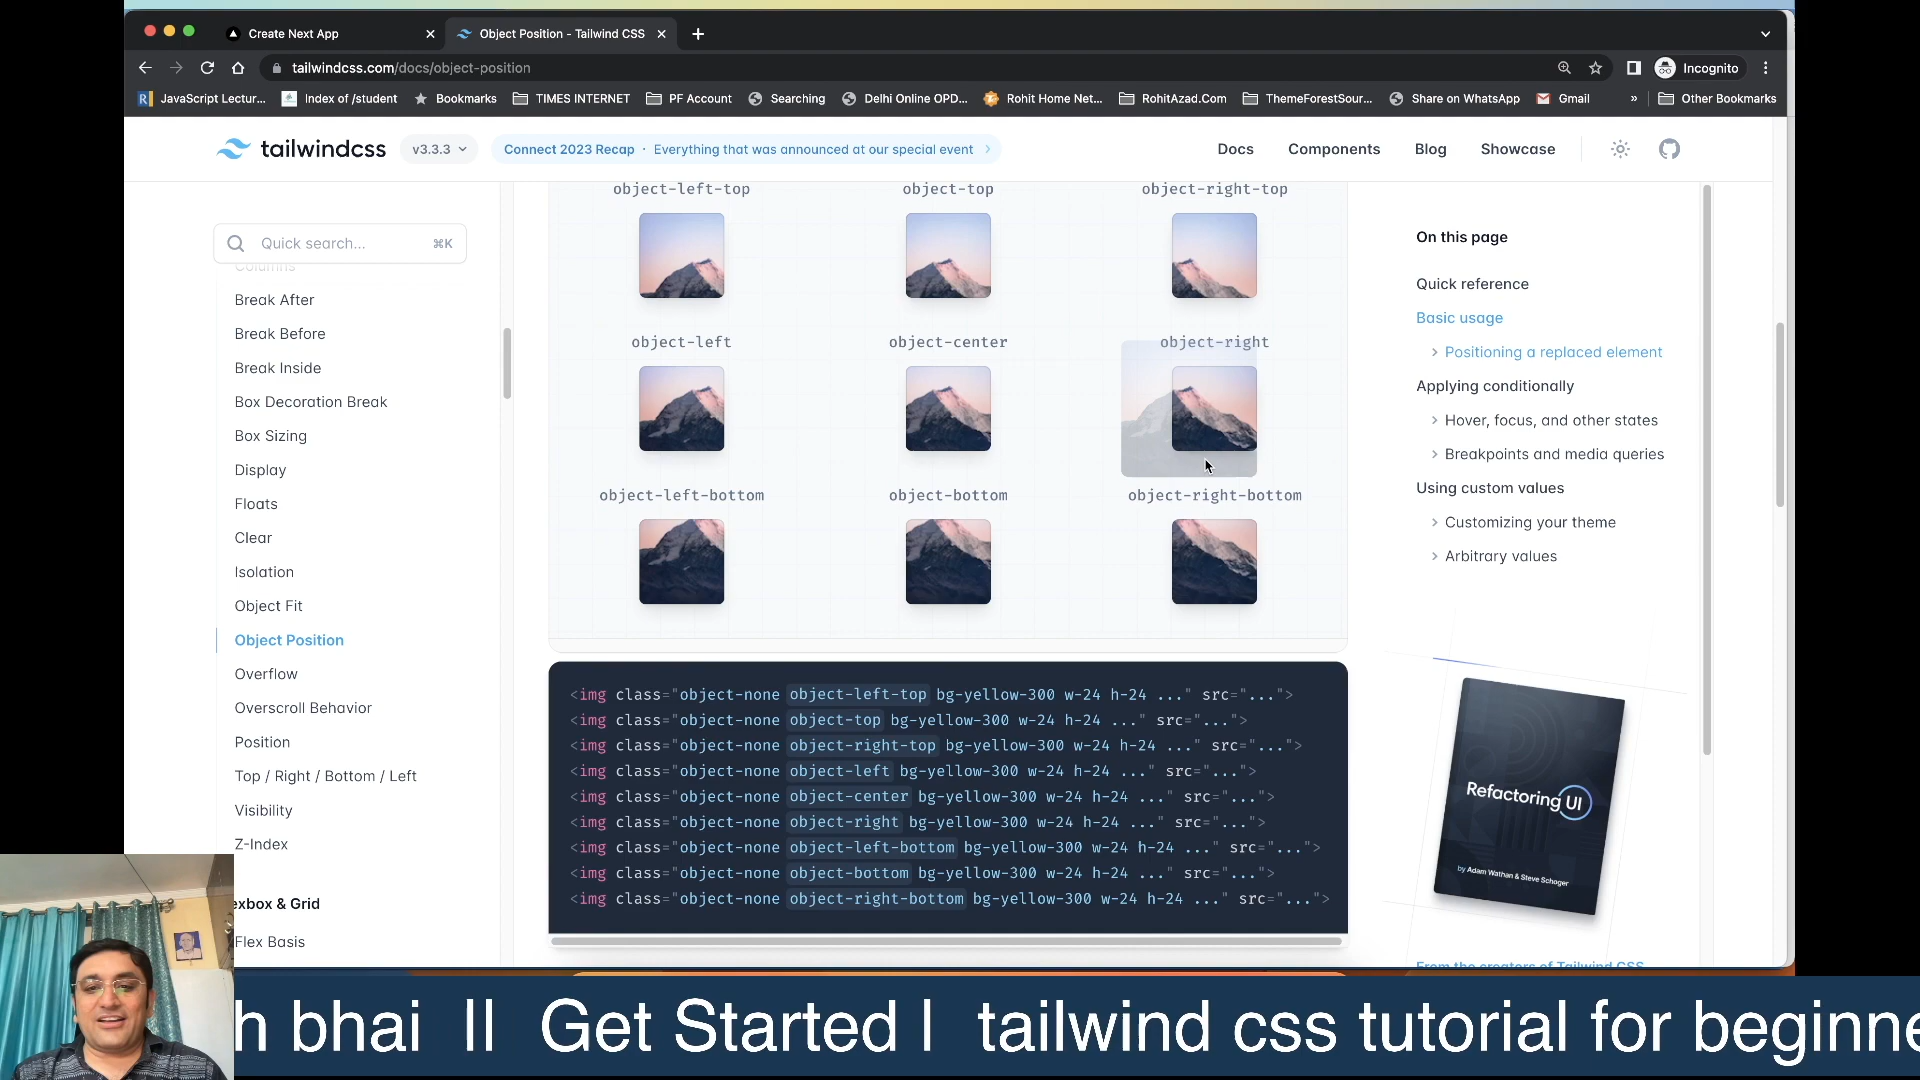 Create Next App
Object Position - Tailwind CSS
tailwindcss.com/docs/object-position
Incognito
JavaScript Lectur...
Index of /student
Bookmarks
TIMES INTERNET
PF Account
Searching
Delhi Online OPD...
Rohit Home Net...
RohitAzad.Com
ThemeForestSour...
Share on WhatsApp
Gmail
»
Other Bookmarks
tailwindcss
v3.3.3
Connect 2023 Recap · Everything that was announced at our special event
Docs
Components
Blog
Showcase
Quick search...
⌘K
Columns
Break After
Break Before
Break Inside
Box Decoration Break
Box Sizing
Display
Floats
Clear
Isolation
Object Fit
Object Position
Overflow
Overscroll Behavior
Position
Top / Right / Bottom / Left
Visibility
Z-Index
exbox & Grid
Flex Basis
object-left-top
object-top
object-right-top
object-left
object-center
object-right
object-left-bottom
object-bottom
object-right-bottom
<img class="object-none object-left-top bg-yellow-300 w-24 h-24 ..." src="...">
<img class="object-none object-top bg-yellow-300 w-24 h-24 ..." src="...">
<img class="object-none object-right-top bg-yellow-300 w-24 h-24 ..." src="...">
<img class="object-none object-left bg-yellow-300 w-24 h-24 ..." src="...">
<img class="object-none object-center bg-yellow-300 w-24 h-24 ..." src="...">
<img class="object-none object-right bg-yellow-300 w-24 h-24 ..." src="...">
<img class="object-none object-left-bottom bg-yellow-300 w-24 h-24 ..." src="...">
<img class="object-none object-bottom bg-yellow-300 w-24 h-24 ..." src="...">
<img class="object-none object-right-bottom bg-yellow-300 w-24 h-24 ..." src="...">
On this page
Quick reference
Basic usage
Positioning a replaced element
Applying conditionally
Hover, focus, and other states
Breakpoints and media queries
Using custom values
Customizing your theme
Arbitrary values
Refactoring UI
by Adam Wathan & Steve Schoger
From the creators of Tailwind CSS
h bhai || Get Started | tailwind css tutorial for beginne